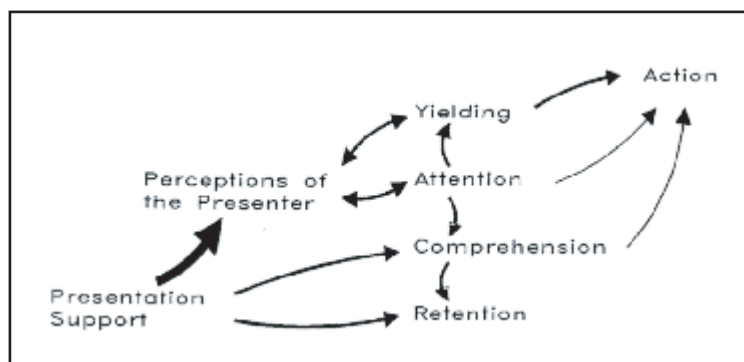 Action
Yielding
Perceptions of
the Presenter
Attention
Comprehension
Presentation
Support
Retention